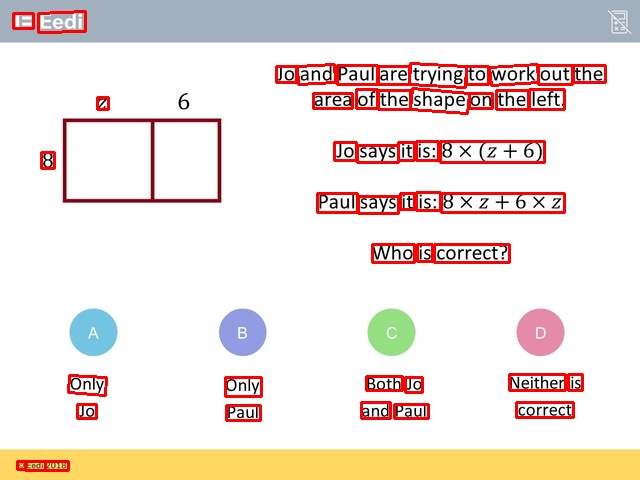 Eedi
Jo and Paul are trying to work out the
area of the shape on the left.
z 6
8
Jo says it is: 8 × (z + 6)
Paul says it is: 8 × z + 6 × z
Who is correct?
A B C D
Only Jo
Only Paul
Both Jo and Paul
Neither is correct
© Eedi 2018